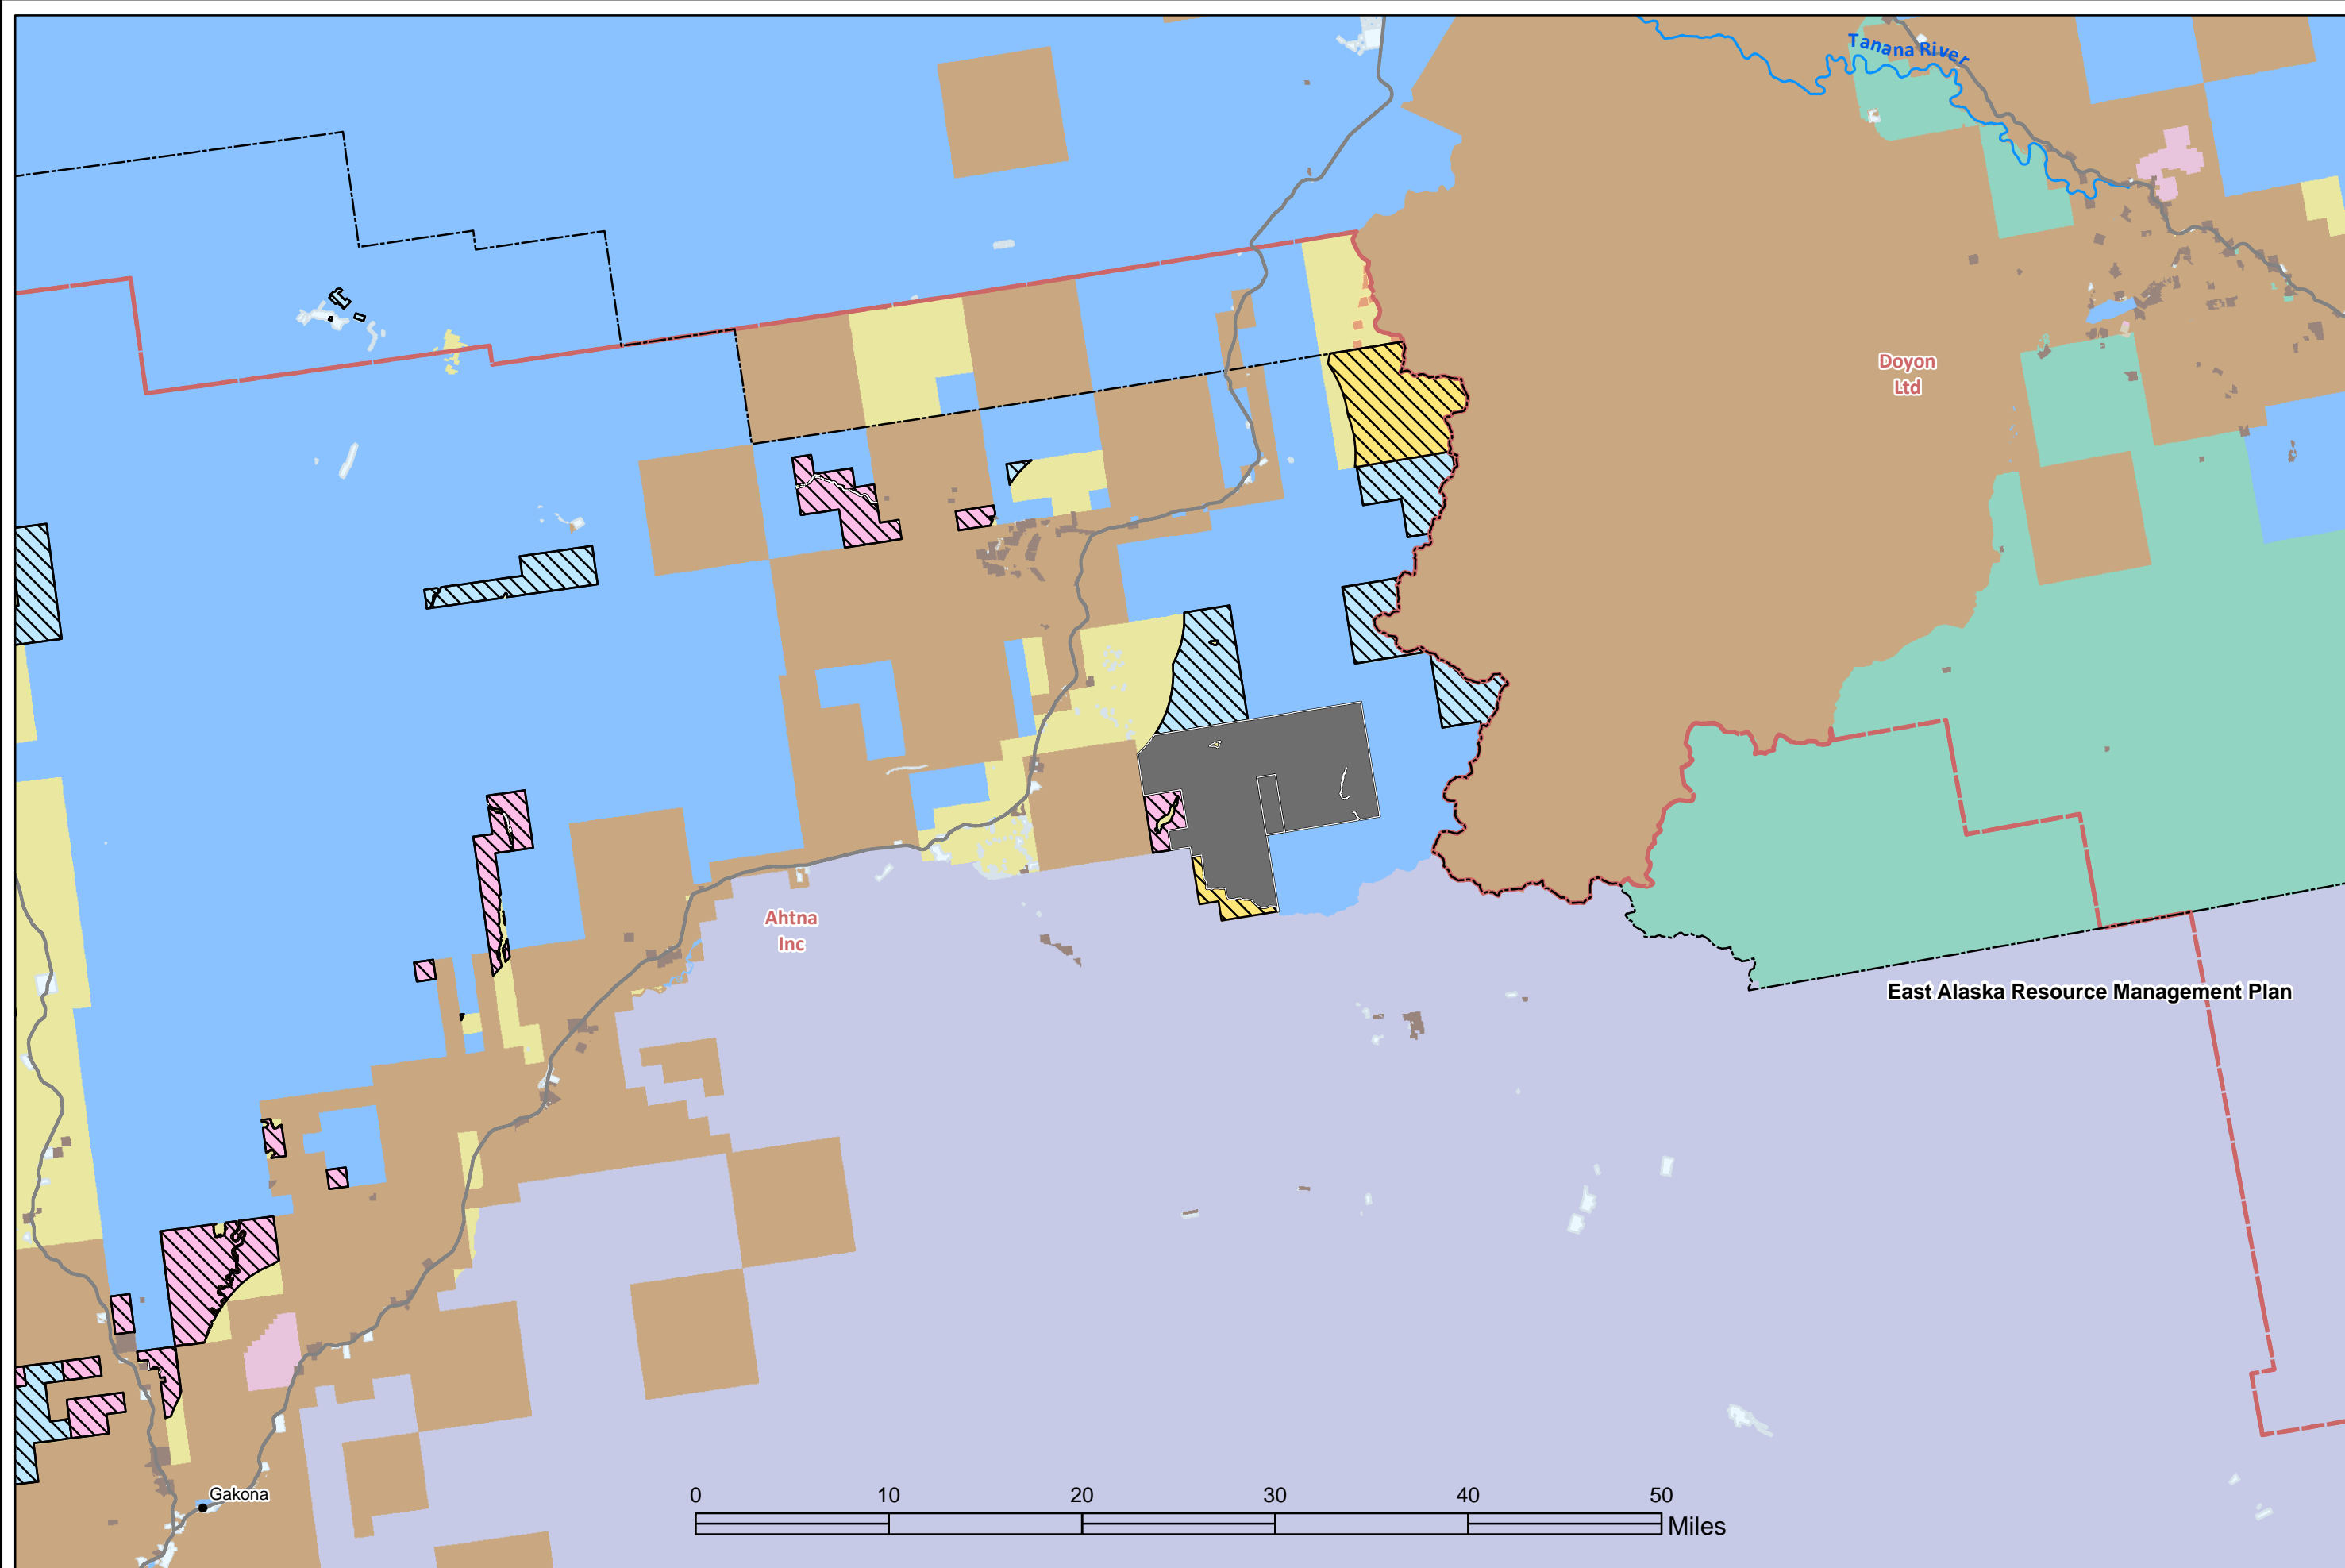 Tanana River
Doyon
Ltd
Ahtna
Inc
East Alaska Resource Management Plan
Gakona
0 10 20 30 40 50
Miles